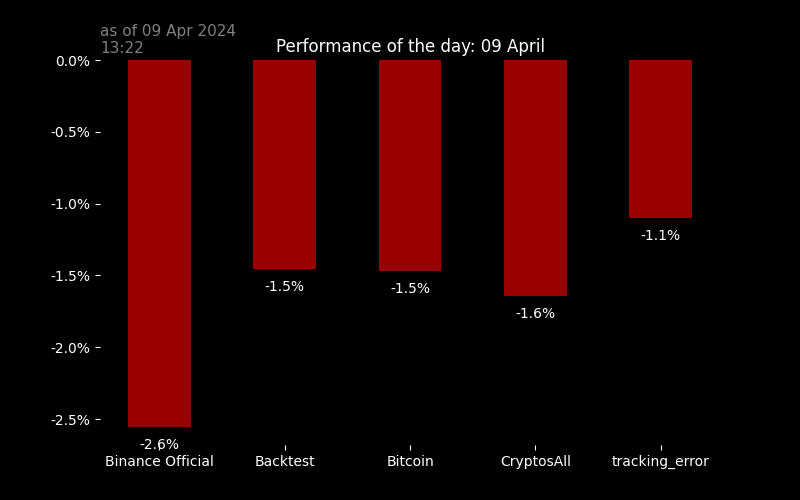 as of 09 Apr 2024
13:22
Performance of the day: 09 April
0.0%
-0.5%
-1.0%
-1.5%
-2.0%
-2.5%
-2.6%
-1.5%
-1.5%
-1.6%
-1.1%
Binance Official
Backtest
Bitcoin
CryptosAll
tracking_error